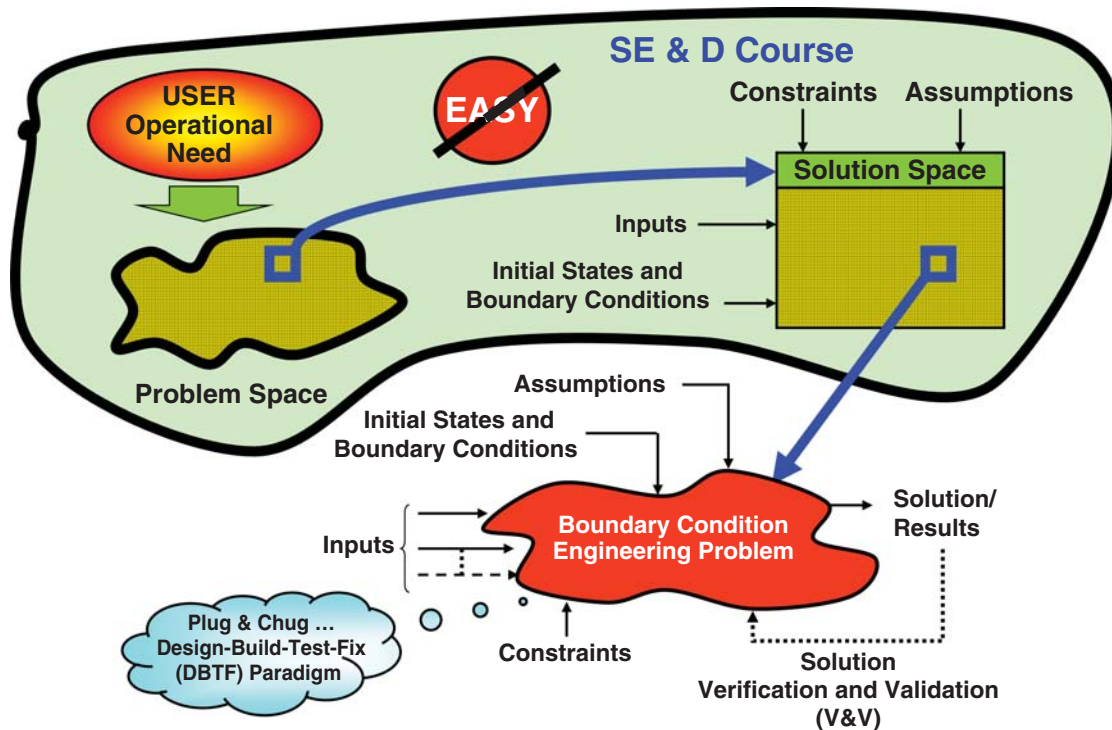 SE & D Course
USER
Operational
Need
EASY
Constraints
Assumptions
Solution Space
Inputs
Initial States and
Boundary Conditions
Problem Space
Assumptions
Initial States and
Boundary Conditions
Inputs
Boundary Condition
Engineering Problem
Solution/
Results
Plug & Chug ...
Design-Build-Test-Fix
(DBTF) Paradigm
Constraints
Solution
Verification and Validation
(V&V)